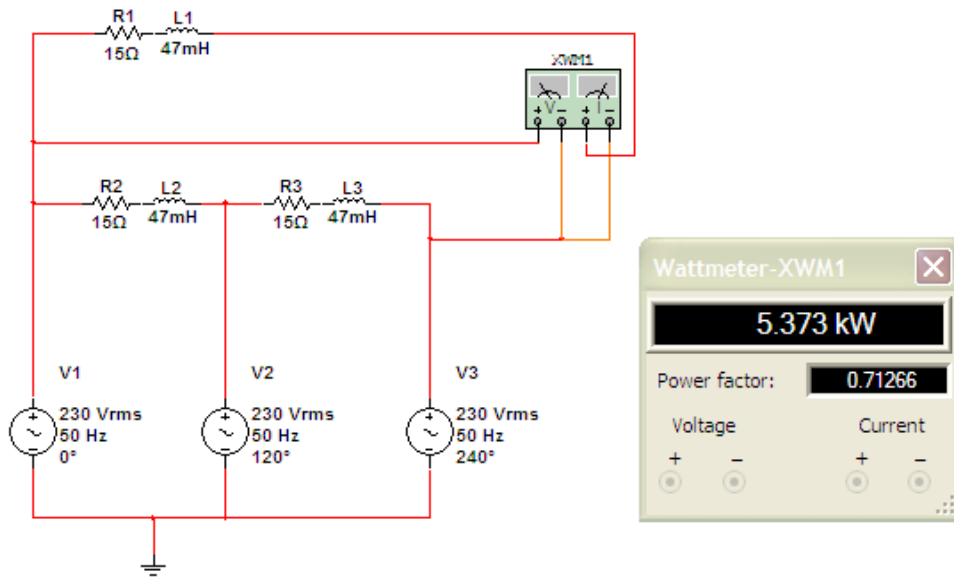 R1 L1
15Ω 47mH
XWM1
V I
+ − + −
R2 L2 R3 L3
15Ω 47mH 15Ω 47mH
V1 V2 V3
230 Vrms 230 Vrms 230 Vrms
50 Hz 50 Hz 50 Hz
0° 120° 240°
Wattmeter-XWM1
5.373 kW
Power factor: 0.71266
Voltage Current
+ − + −